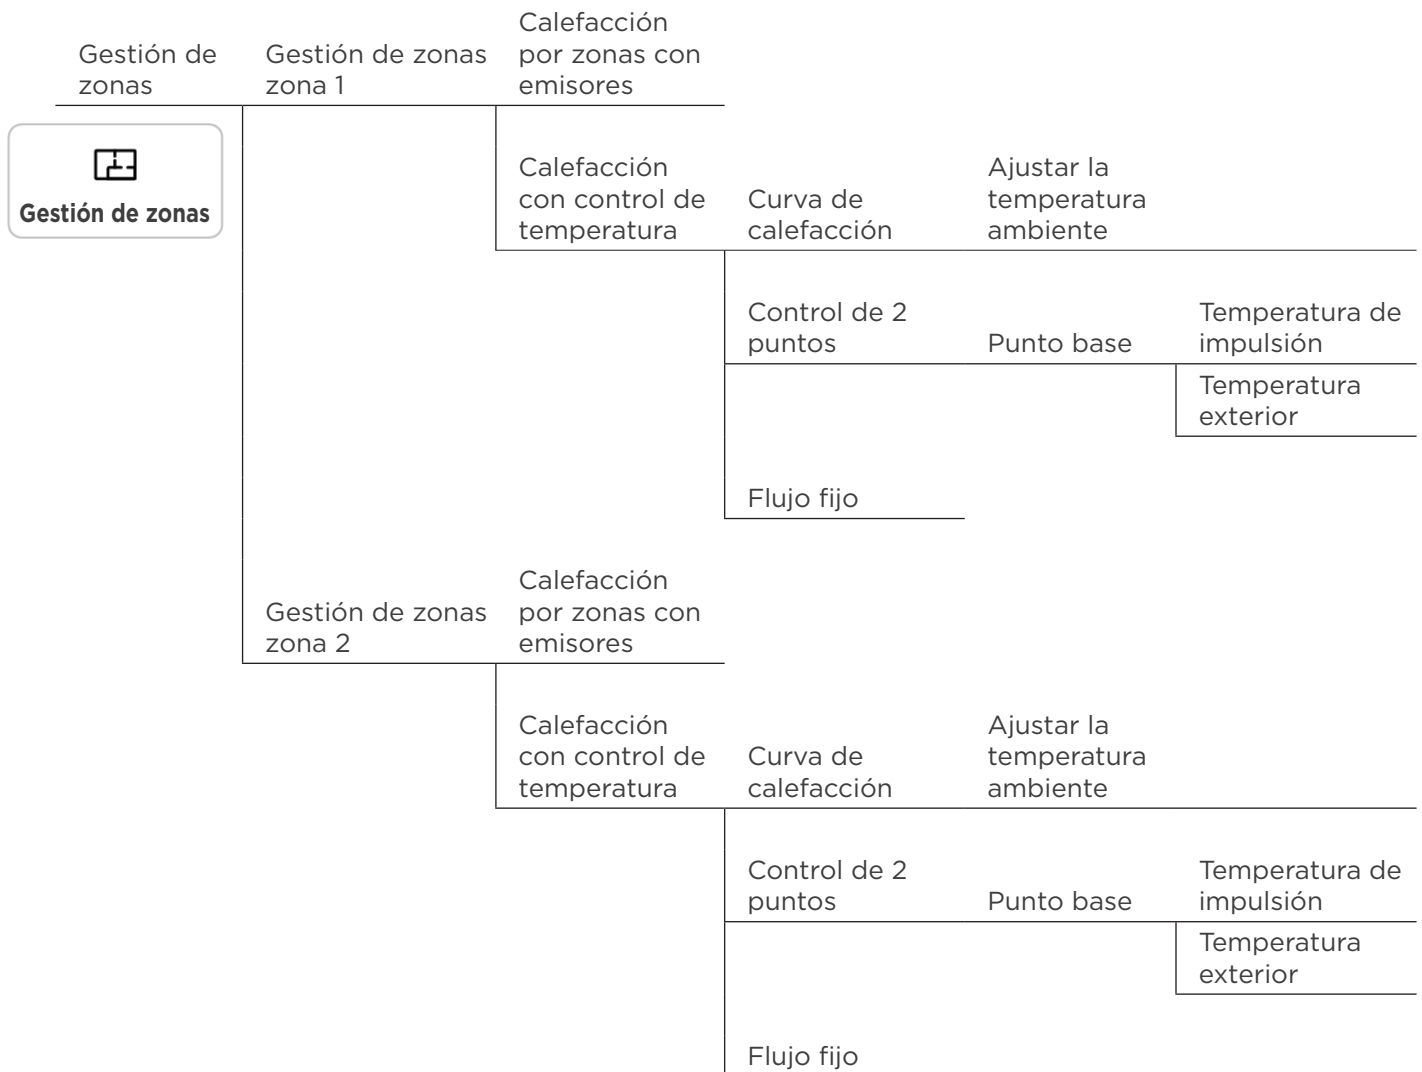 Gestión de
zonas
Gestión de zonas
zona 1
Calefacción
por zonas con
emisores
Gestión de zonas
Calefacción
con control de
temperatura
Curva de
calefacción
Ajustar la
temperatura
ambiente
Control de 2
puntos
Punto base
Temperatura de
impulsión
Temperatura
exterior
Flujo fijo
Gestión de zonas
zona 2
Calefacción
por zonas con
emisores
Calefacción
con control de
temperatura
Curva de
calefacción
Ajustar la
temperatura
ambiente
Control de 2
puntos
Punto base
Temperatura de
impulsión
Temperatura
exterior
Flujo fijo